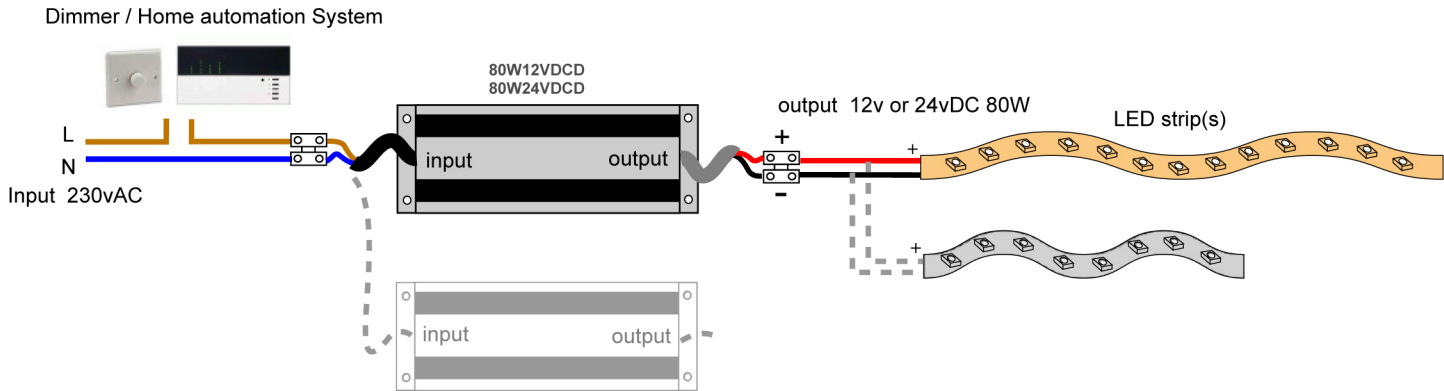 Dimmer / Home automation System
80W12VDCD
80W24VDCD
output 12v or 24vDC 80W
LED strip(s)
L
N
Input 230vAC
input
output
+
-
+
+
input
output